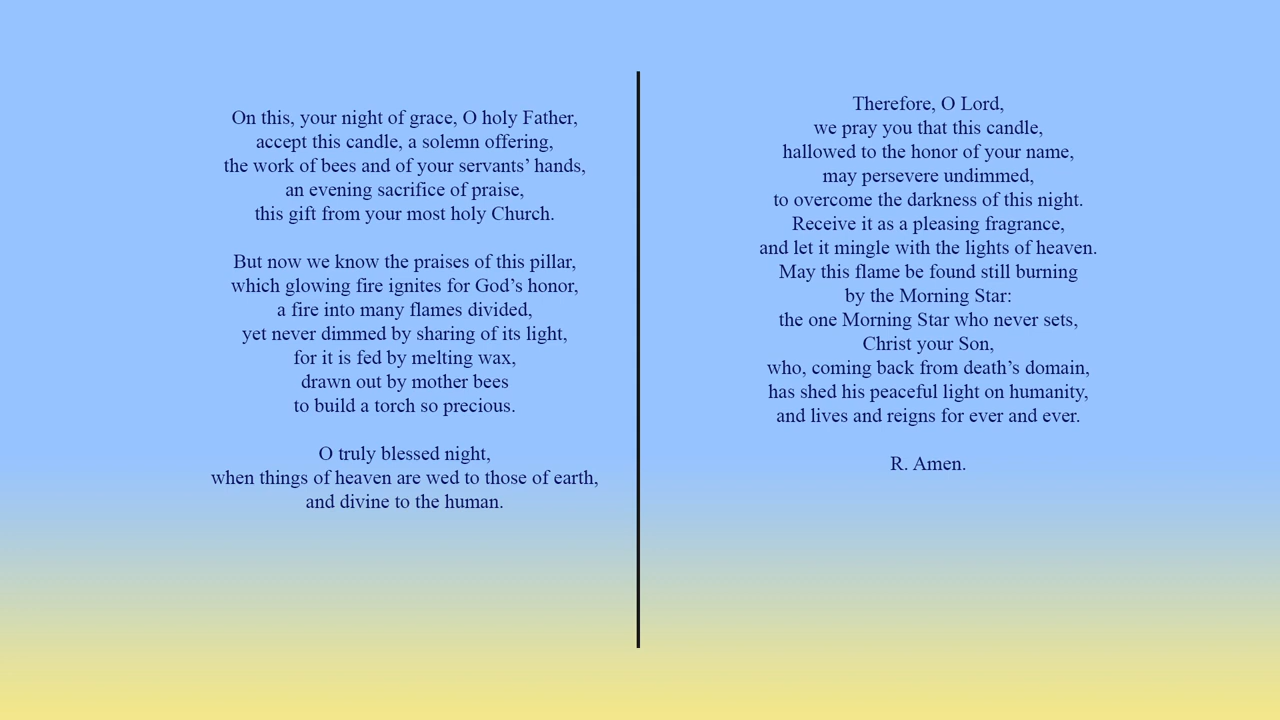 On this, your night of grace, O holy Father,
accept this candle, a solemn offering,
the work of bees and of your servants’ hands,
an evening sacrifice of praise,
this gift from your most holy Church.
But now we know the praises of this pillar,
which glowing fire ignites for God’s honor,
a fire into many flames divided,
yet never dimmed by sharing of its light,
for it is fed by melting wax,
drawn out by mother bees
to build a torch so precious.
O truly blessed night,
when things of heaven are wed to those of earth,
and divine to the human.
Therefore, O Lord,
we pray you that this candle,
hallowed to the honor of your name,
may persevere undimmed,
to overcome the darkness of this night.
Receive it as a pleasing fragrance,
and let it mingle with the lights of heaven.
May this flame be found still burning
by the Morning Star:
the one Morning Star who never sets,
Christ your Son,
who, coming back from death’s domain,
has shed his peaceful light on humanity,
and lives and reigns for ever and ever.
R. Amen.